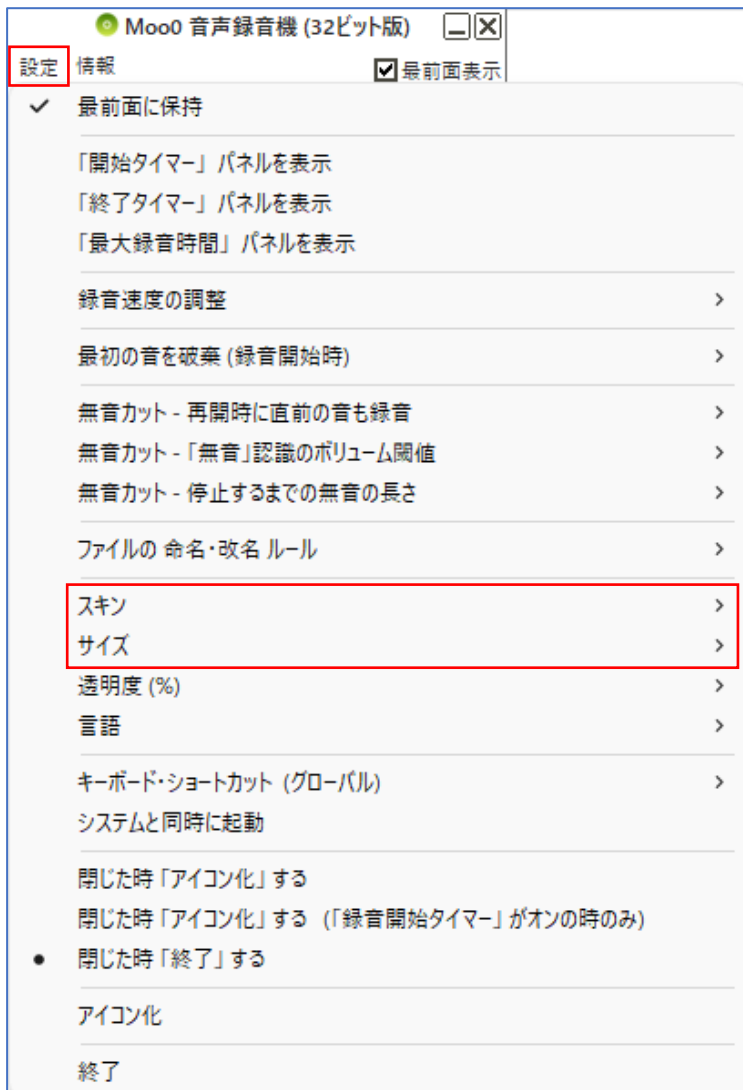 Moo0 音声録音機 (32ビット版)
設定 情報 最前面表示
最前面に保持
「開始タイマー」パネルを表示
「終了タイマー」パネルを表示
「最大録音時間」パネルを表示
録音速度の調整
最初の音を破棄 (録音開始時)
無音カット - 再開時に直前の音も録音
無音カット - 「無音」認識のボリューム閾値
無音カット - 停止するまでの無音の長さ
ファイルの 命名・改名 ルール
スキン
サイズ
透明度 (%)
言語
キーボード・ショートカット (グローバル)
システムと同時に起動
閉じた時「アイコン化」する
閉じた時「アイコン化」する (「録音開始タイマー」がオンの時のみ)
閉じた時「終了」する
アイコン化
終了